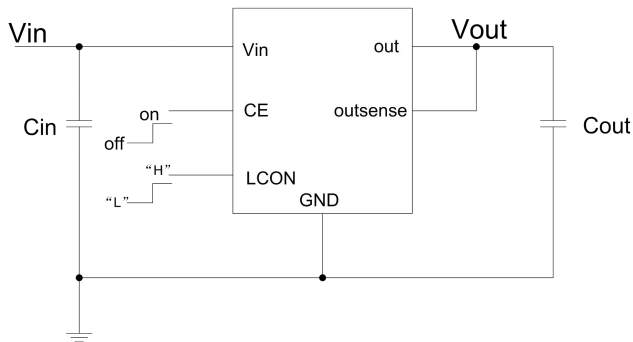 Vin
Vout
Vin
out
on
CE
outsense
Cin
off
Cout
“H”
LCON
“L”
GND